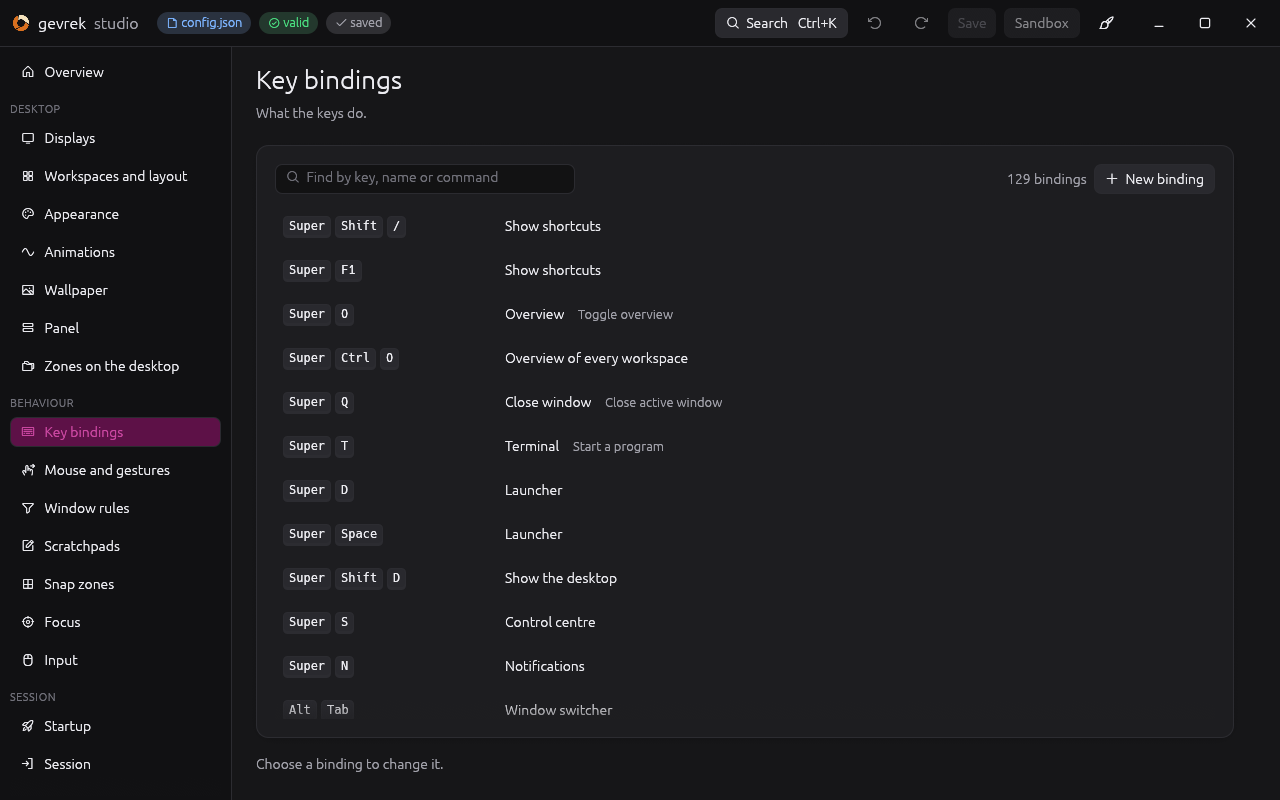 gevrek studio config.json valid saved Search Ctrl+K Save Sandbox
Overview
DESKTOP
Displays
Workspaces and layout
Appearance
Animations
Wallpaper
Panel
Zones on the desktop
BEHAVIOUR
Key bindings
Mouse and gestures
Window rules
Scratchpads
Snap zones
Focus
Input
SESSION
Startup
Session
Key bindings
What the keys do.
Find by key, name or command 129 bindings New binding
Super Shift / Show shortcuts
Super F1 Show shortcuts
Super O Overview Toggle overview
Super Ctrl O Overview of every workspace
Super Q Close window Close active window
Super T Terminal Start a program
Super D Launcher
Super Space Launcher
Super Shift D Show the desktop
Super S Control centre
Super N Notifications
Alt Tab Window switcher
Choose a binding to change it.